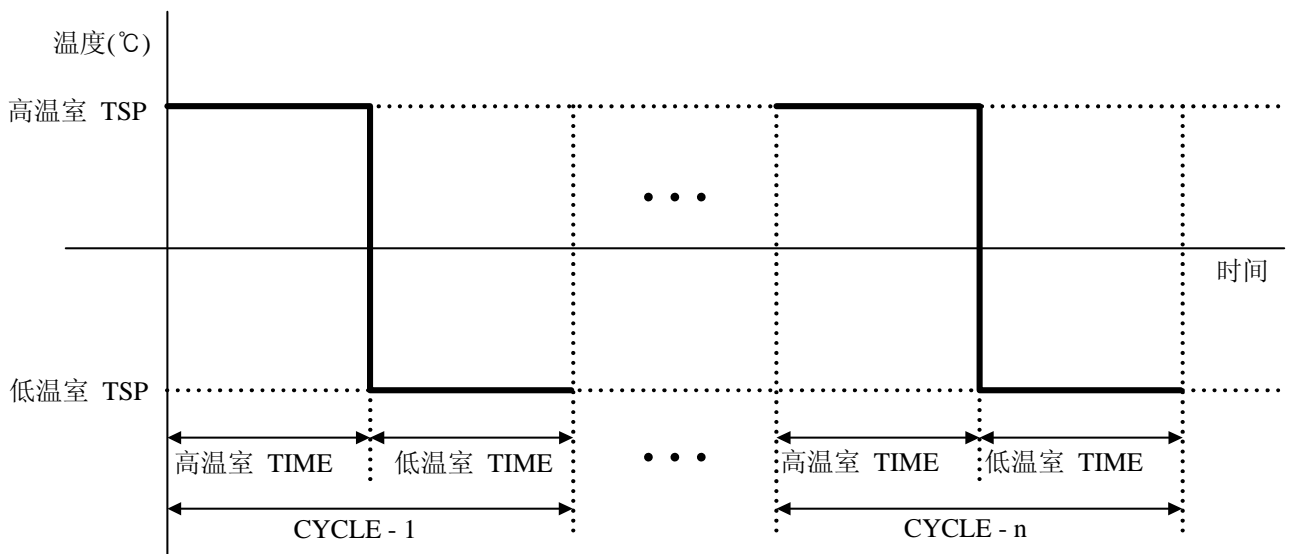 温度(℃)
高温室 TSP
时间
低温室 TSP
高温室 TIME
低温室 TIME
高温室 TIME
低温室 TIME
CYCLE - 1
CYCLE - n